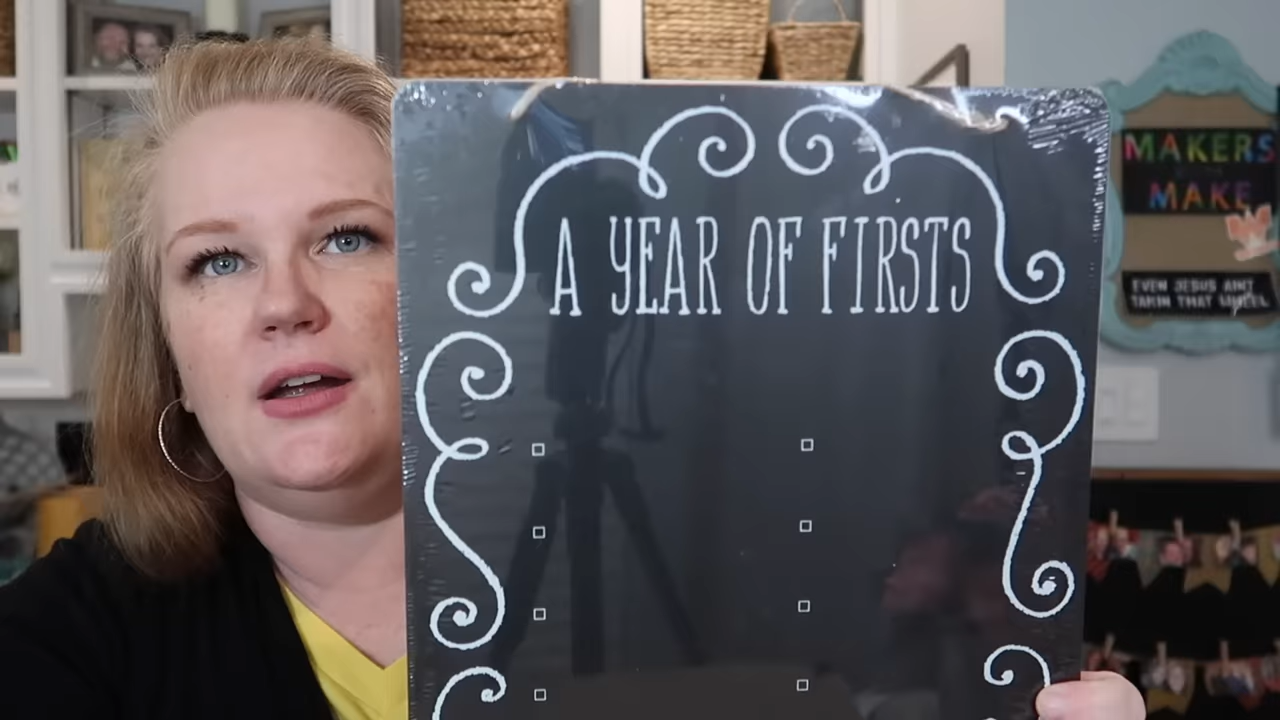 A YEAR OF FIRSTS
MAKERS
MAKE
EVEN JESUS AINT
TAKIN THAT WHEEL